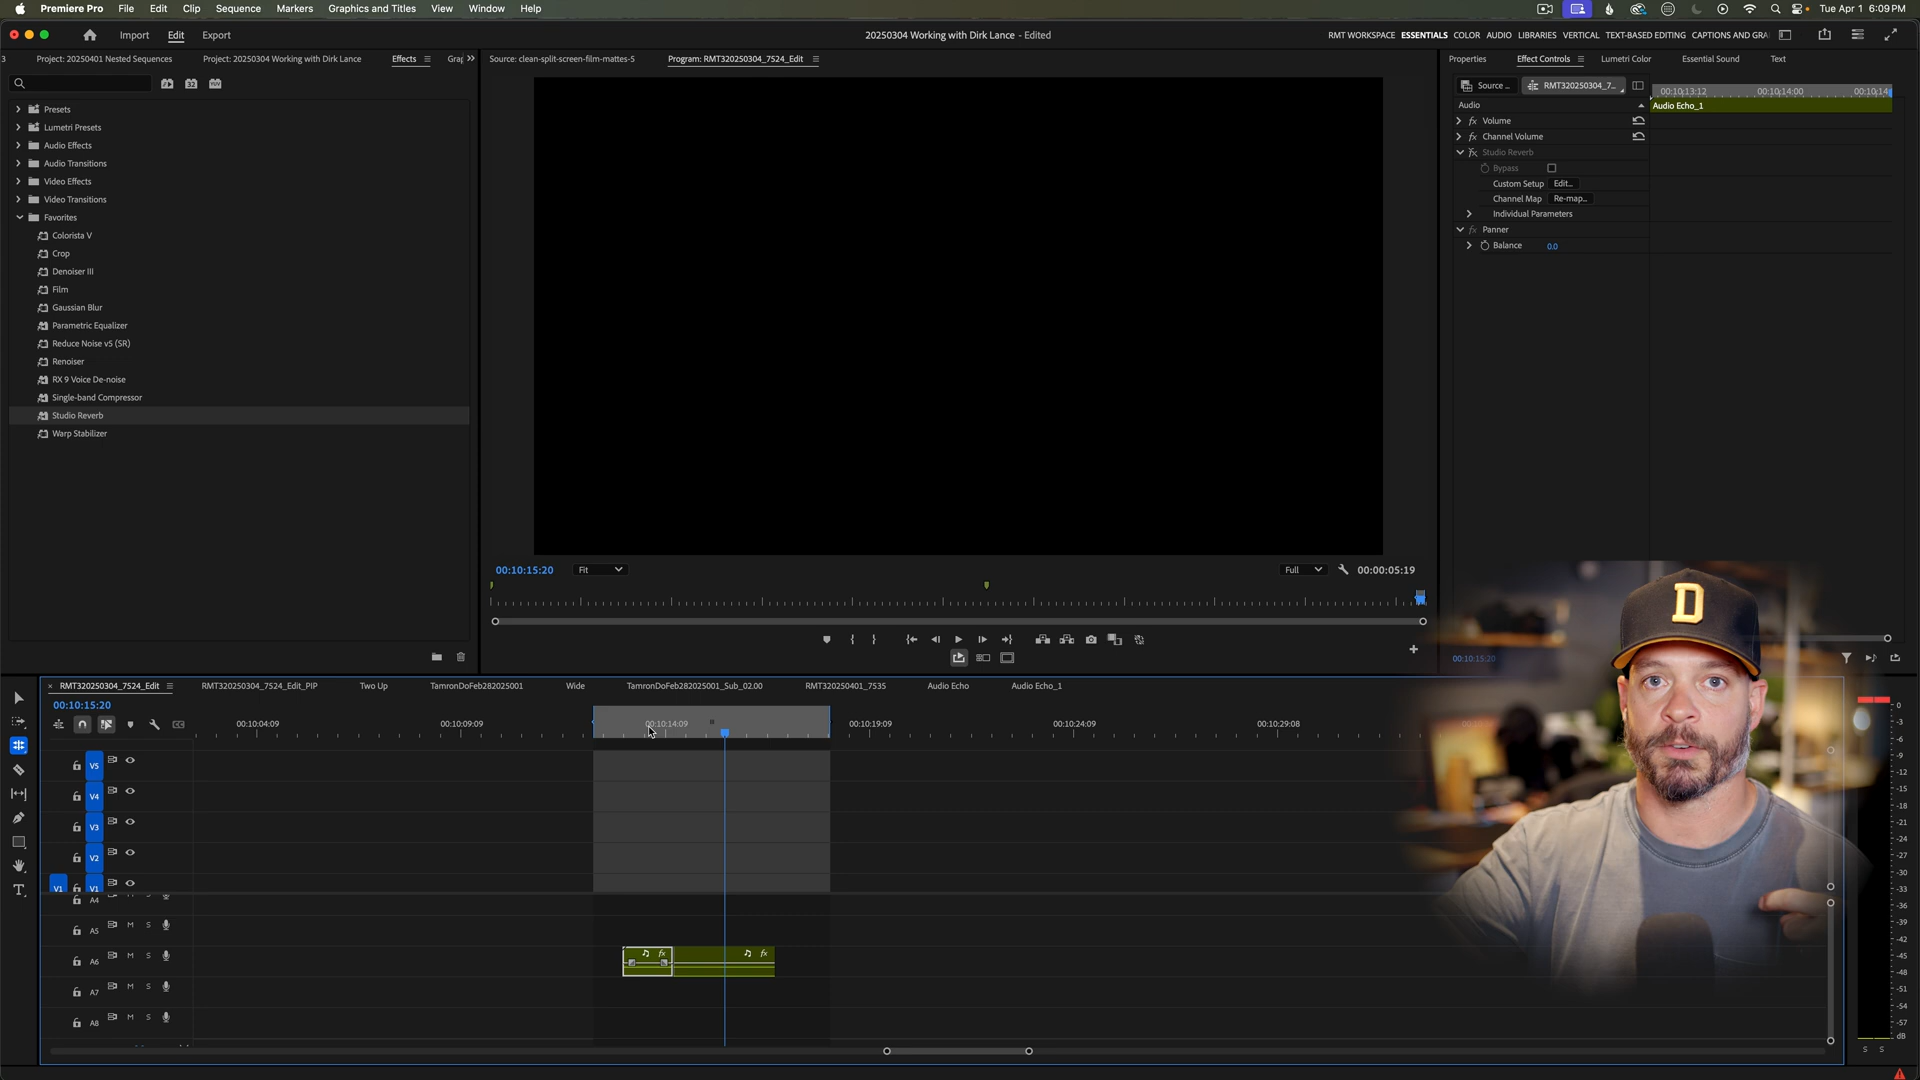 Premiere Pro File Edit Clip Sequence Markers Graphics and Titles View Window Help Tue Apr 1 6:09 PM
Import Edit Export 20250304 Working with Dirk Lance - Edited RMT WORKSPACE ESSENTIALS COLOR AUDIO LIBRARIES VERTICAL TEXT-BASED EDITING CAPTIONS AND GRA
3 Project: 20250401 Nested Sequences Project: 20250304 Working with Dirk Lance Effects Gra
Source: clean-split-screen-film-mattes-5 Program: RMT320250304_7524_Edit
Properties Effect Controls Lumetri Color Essential Sound Text
32
Presets
Lumetri Presets
Audio Effects
Audio Transitions
Video Effects
Video Transitions
Favorites
Colorista V
Crop
Denoiser III
Film
Gaussian Blur
Parametric Equalizer
Reduce Noise v5 (SR)
Renoiser
RX 9 Voice De-noise
Single-band Compressor
Studio Reverb
Warp Stabilizer
Source ... RMT320250304_7... 00:10:13:12 00:10:14:00 00:10:14:
Audio Audio Echo_1
fx Volume
fx Channel Volume
fx Studio Reverb
Bypass
Custom Setup Edit...
Channel Map Re-map...
Individual Parameters
fx Panner
Balance 0.0
00:10:15:20 Fit Full 00:00:05:19
D
00:10:15:20
× RMT320250304_7524_Edit RMT320250304_7524_Edit_PIP Two Up TamronDoFeb282025001 Wide TamronDoFeb282025001_Sub_02.00 RMT320250401_7535 Audio Echo Audio Echo_1
00:10:15:20
00:10:04:09 00:10:09:09 00:10:14:09 00:10:19:09 00:10:24:09 00:10:29:08
V5
V4
V3
V2
V1 V1
A4
A5 M S
A6 M S fx fx
A7 M S
A8 M S
0
-3
-6
-9
-12
-15
-18
-21
-24
-27
-30
-33
-36
-39
-42
-45
-48
-51
-54
-57
dB
S S